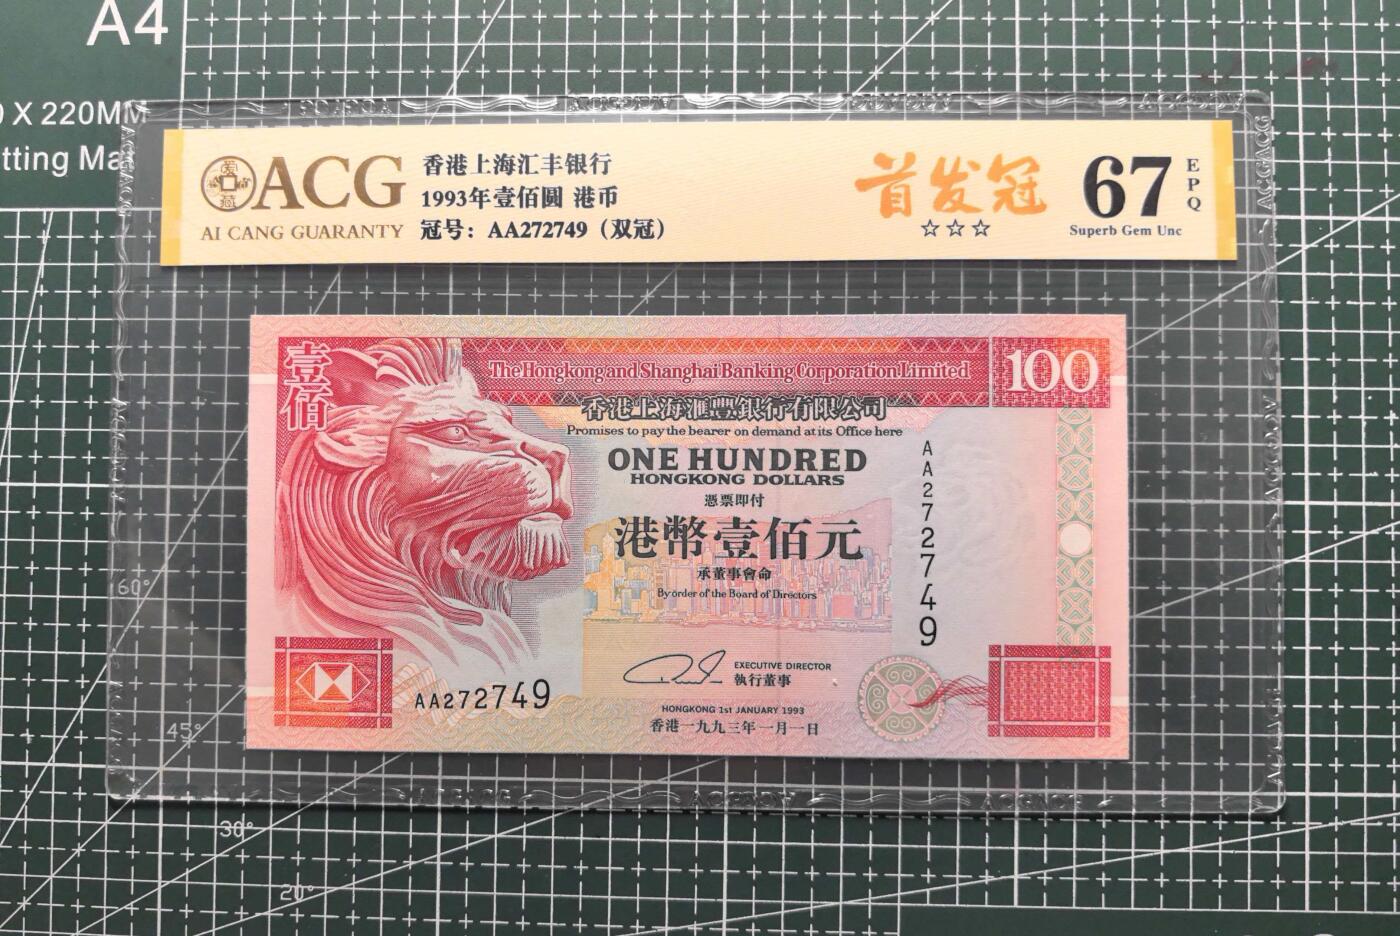 A4
X 220MM
tting Ma
ACG
AI CANG GUARANTY
香港上海汇丰银行
1993年壹佰圆 港币
冠号：AA272749（双冠）
首发冠
☆☆☆
67
EPQ
Superb Gem Unc
壹佰
The Hongkong and Shanghai Banking Corporation Limited
100
香港上海滙豐銀行有限公司
Promises to pay the bearer on demand at its Office here
ONE HUNDRED
HONGKONG DOLLARS
憑票即付
港幣壹佰元
承董事會命
By order of the Board of Directors
AA272749
EXECUTIVE DIRECTOR
執行董事
AA272749
HONGKONG 1st JANUARY 1993
香港一九九三年一月一日
60°
45°
30°
20°